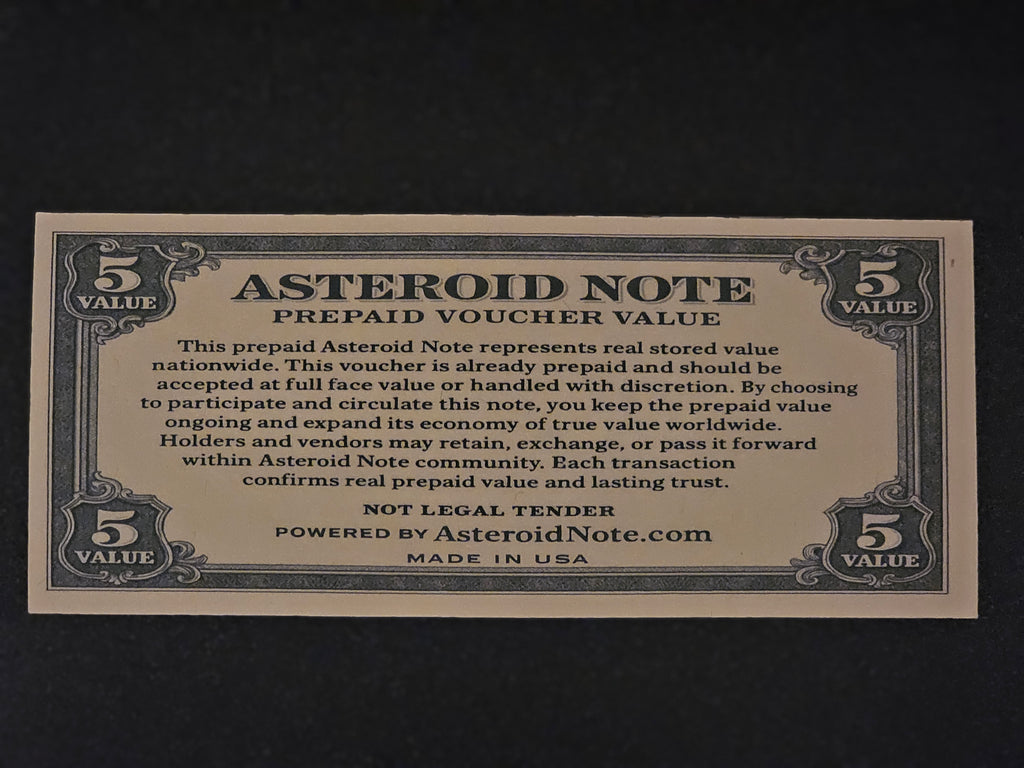 5 VALUE
5 VALUE
ASTEROID NOTE
PREPAID VOUCHER VALUE
This prepaid Asteroid Note represents real stored value
nationwide. This voucher is already prepaid and should be
accepted at full face value or handled with discretion. By choosing
to participate and circulate this note, you keep the prepaid value
ongoing and expand its economy of true value worldwide.
Holders and vendors may retain, exchange, or pass it forward
within Asteroid Note community. Each transaction
confirms real prepaid value and lasting trust.
NOT LEGAL TENDER
POWERED BY AsteroidNote.com
MADE IN USA
5 VALUE
5 VALUE